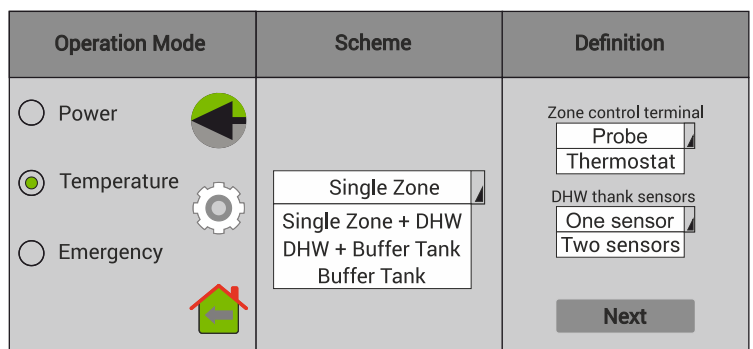 Operation Mode
Scheme
Definition
Power
Temperature
Emergency
Single Zone
Single Zone + DHW
DHW + Buffer Tank
Buffer Tank
Zone control terminal
Probe
Thermostat
DHW thank sensors
One sensor
Two sensors
Next